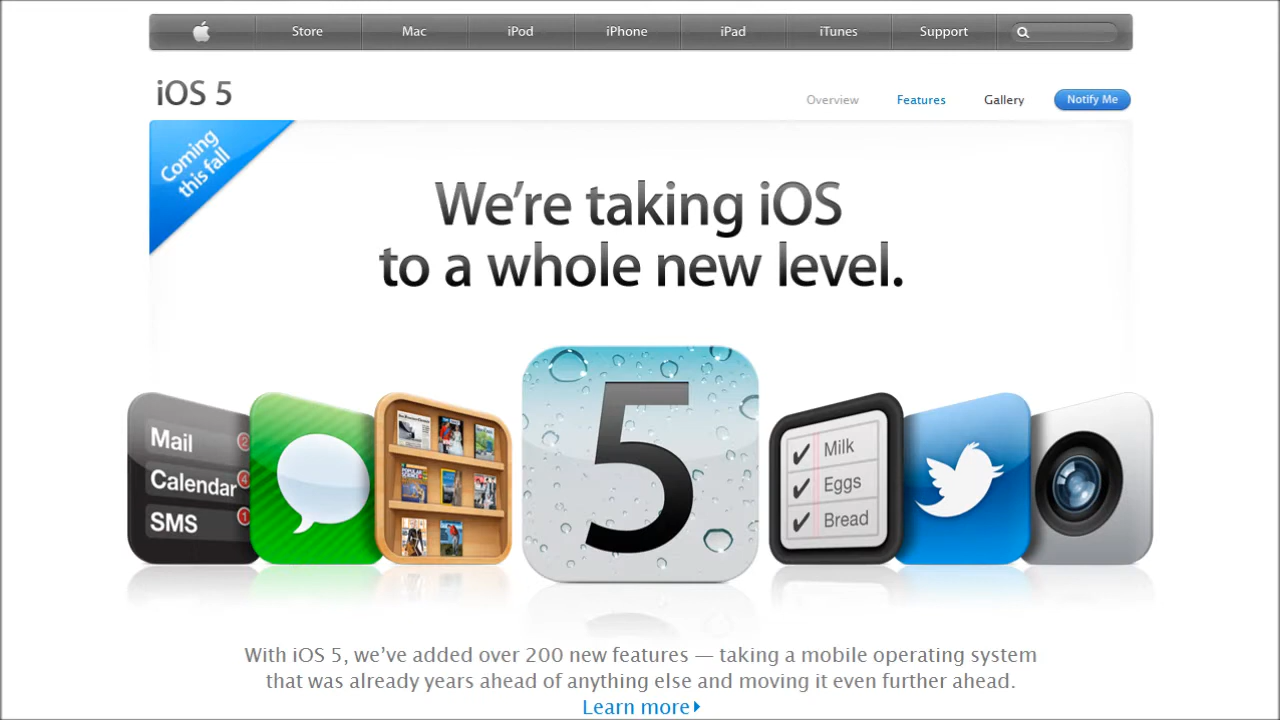 Store Mac iPod iPhone iPad iTunes Support
iOS 5
Overview Features Gallery Notify Me
Coming
this fall
We're taking iOS
to a whole new level.
Mail 2
Calendar 4
SMS 1
5
Milk
Eggs
Bread
With iOS 5, we've added over 200 new features — taking a mobile operating system
that was already years ahead of anything else and moving it even further ahead.
Learn more